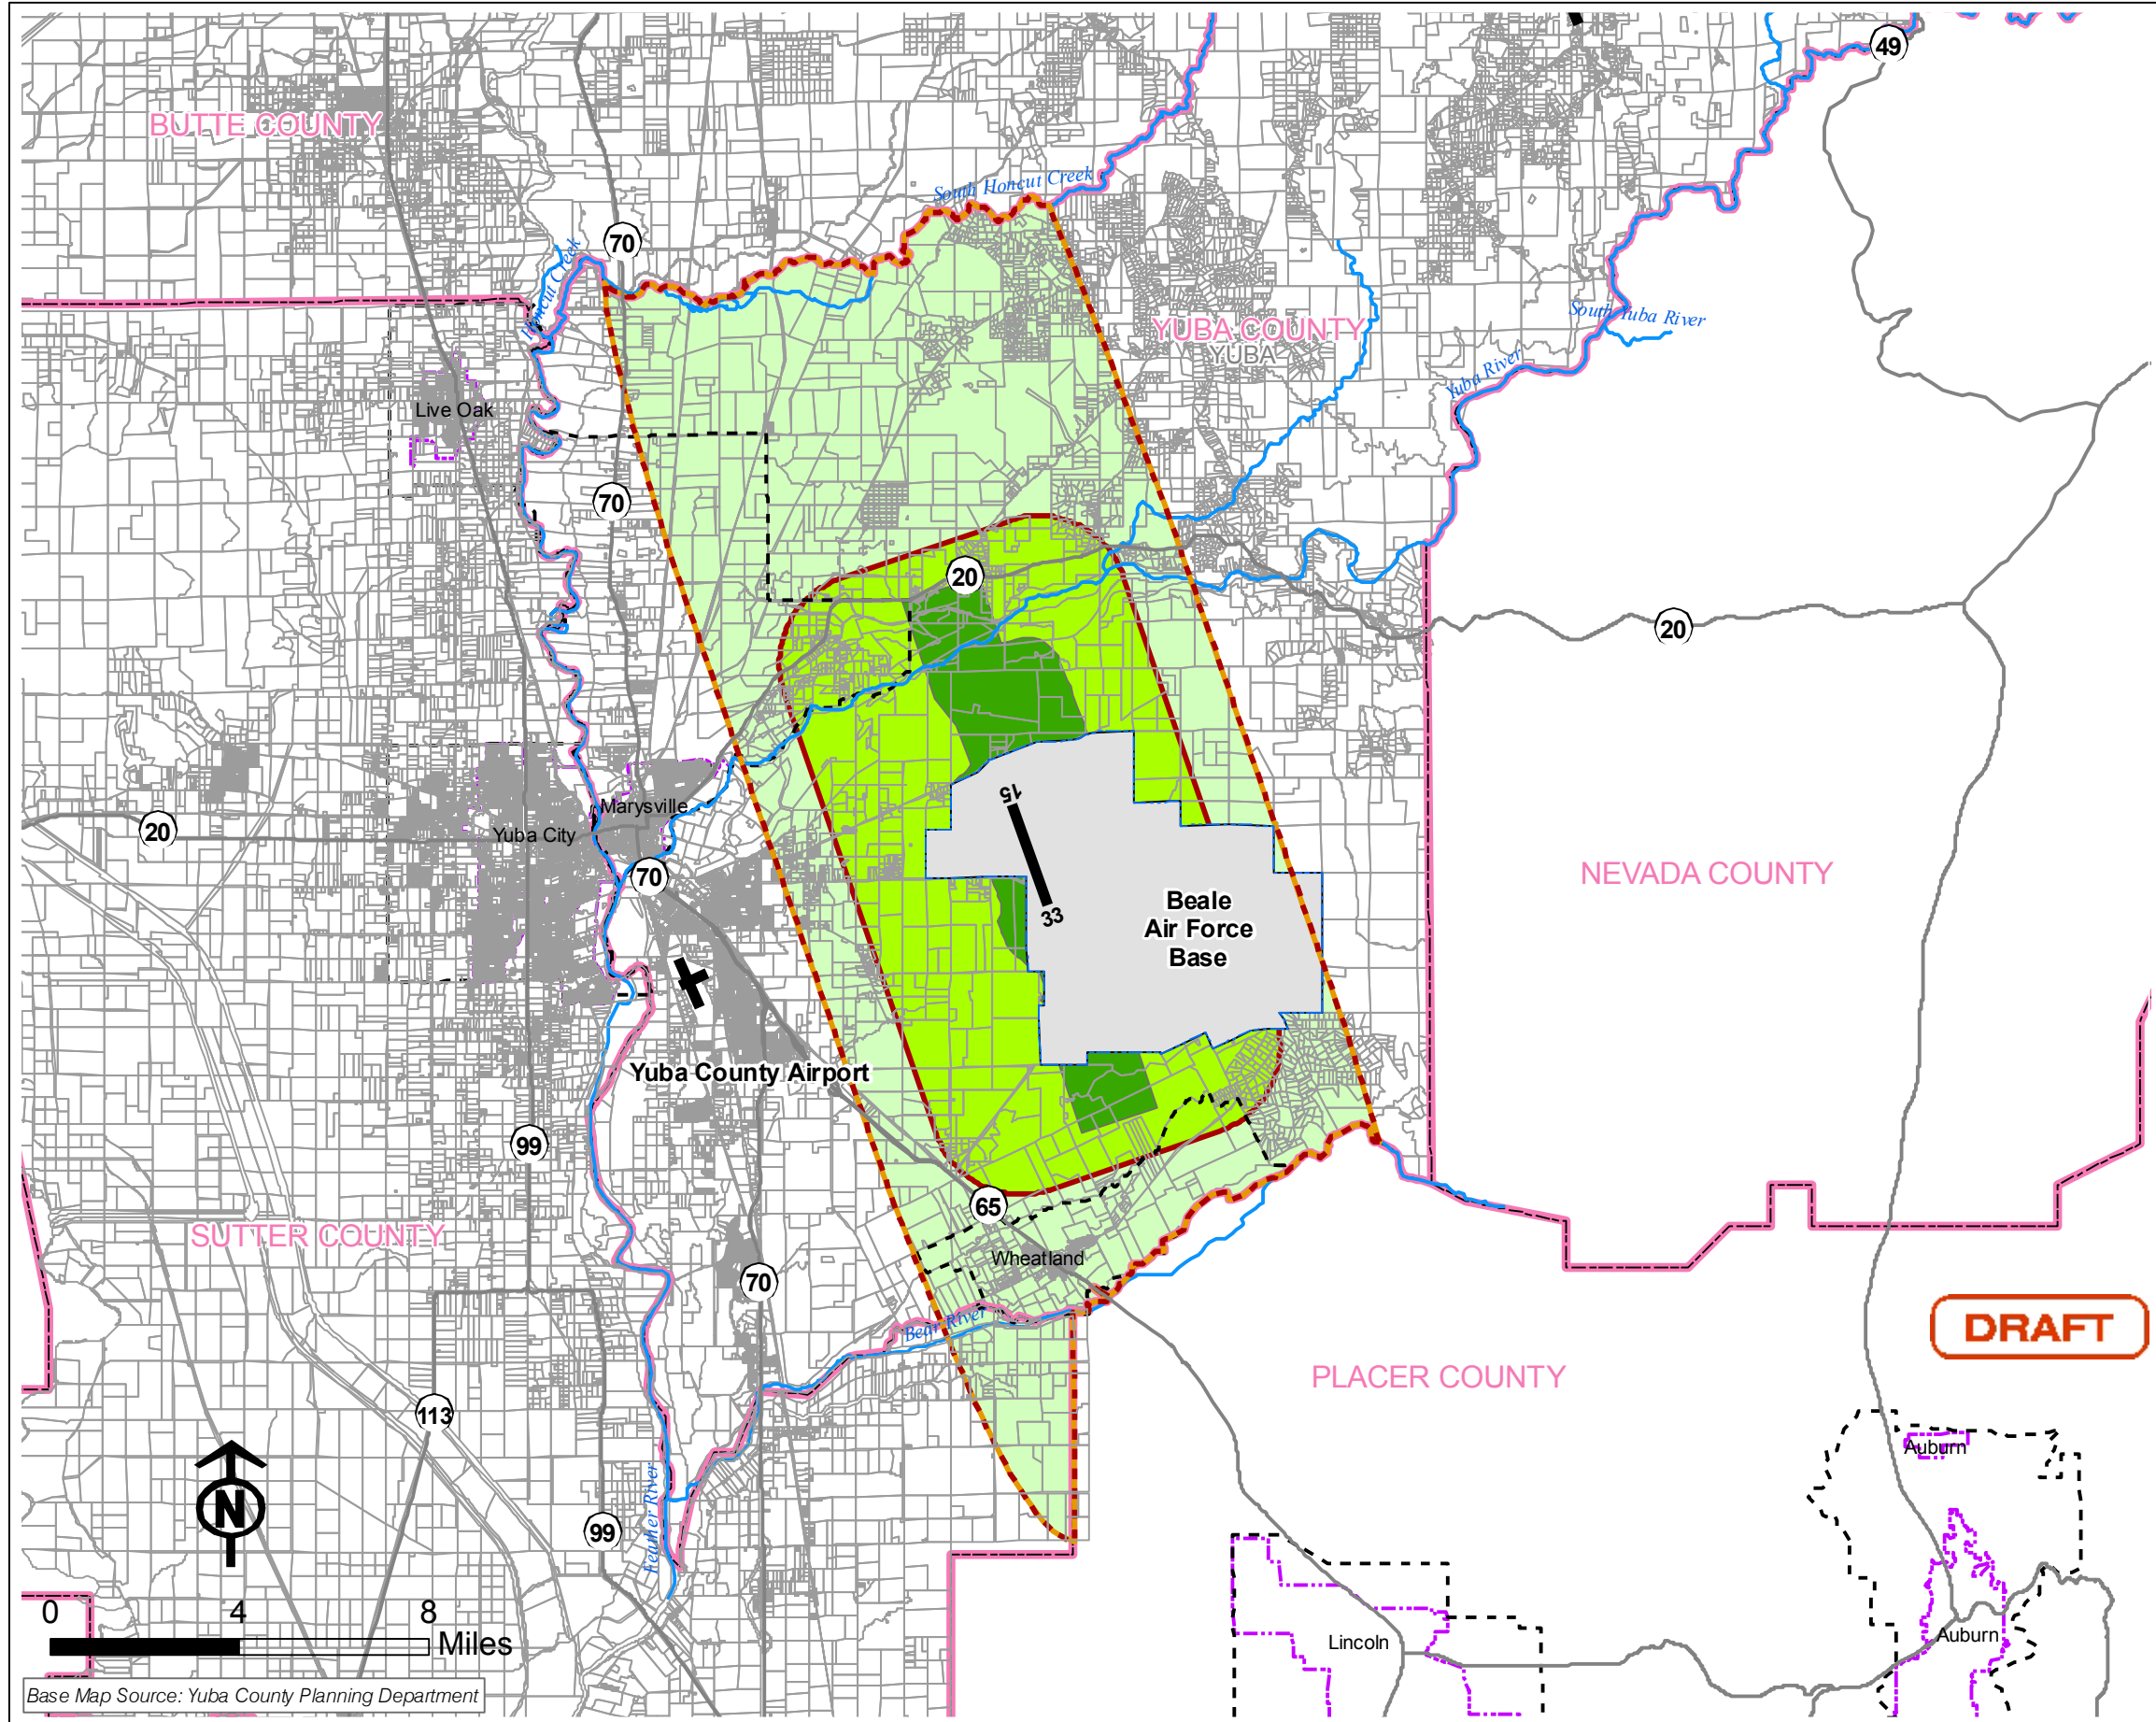 49
BUTTE COUNTY
South Honcut Creek
70
Honcut Creek
South Yuba River
YUBA COUNTY
YUBA
Yuba River
Live Oak
70
20
20
15
Marysville
Yuba City
20
70
33
Beale
Air Force
Base
NEVADA COUNTY
Yuba County Airport
99
65
SUTTER COUNTY
Wheatland
70
Bear River
DRAFT
PLACER COUNTY
113
Auburn
N
99
Feather River
0 4 8
Miles
Lincoln
Auburn
Base Map Source: Yuba County Planning Department